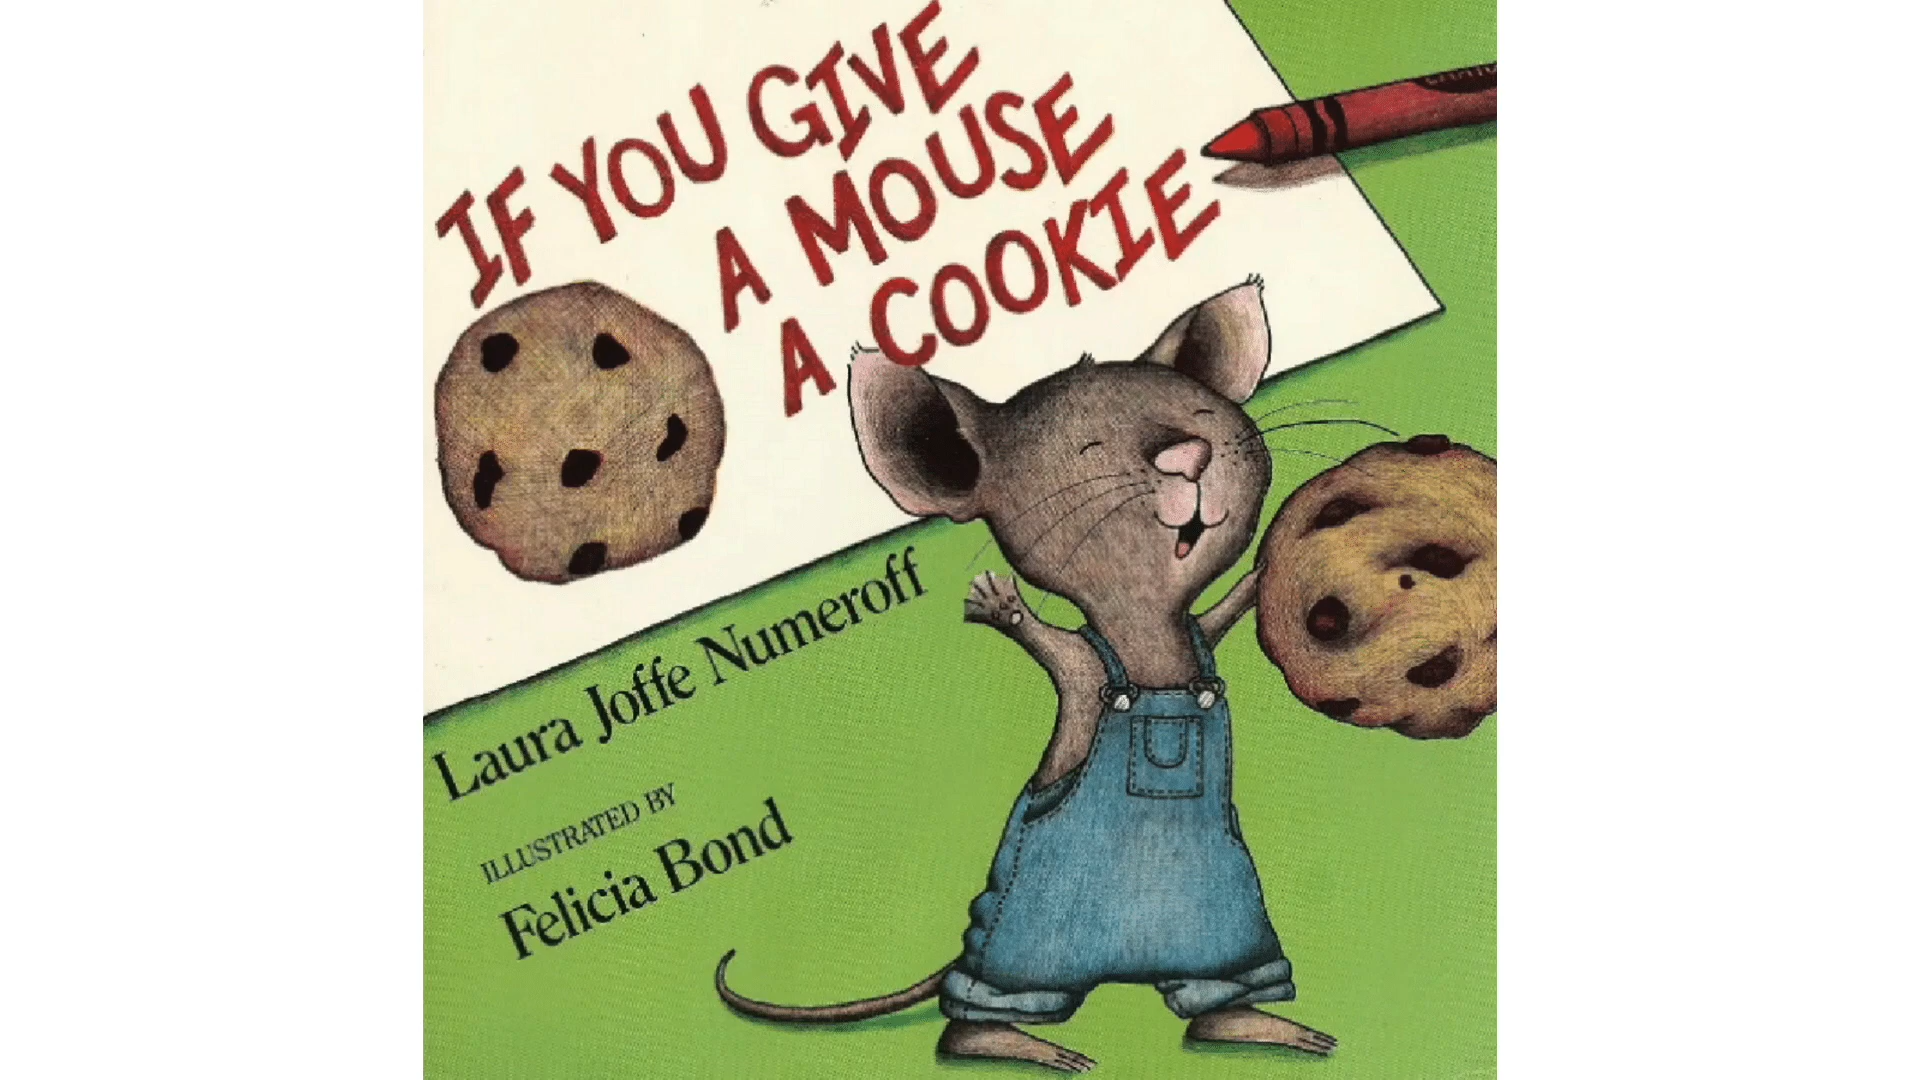 IF YOU GIVE
A MOUSE
A COOKIE
Laura Joffe Numeroff
ILLUSTRATED BY
Felicia Bond